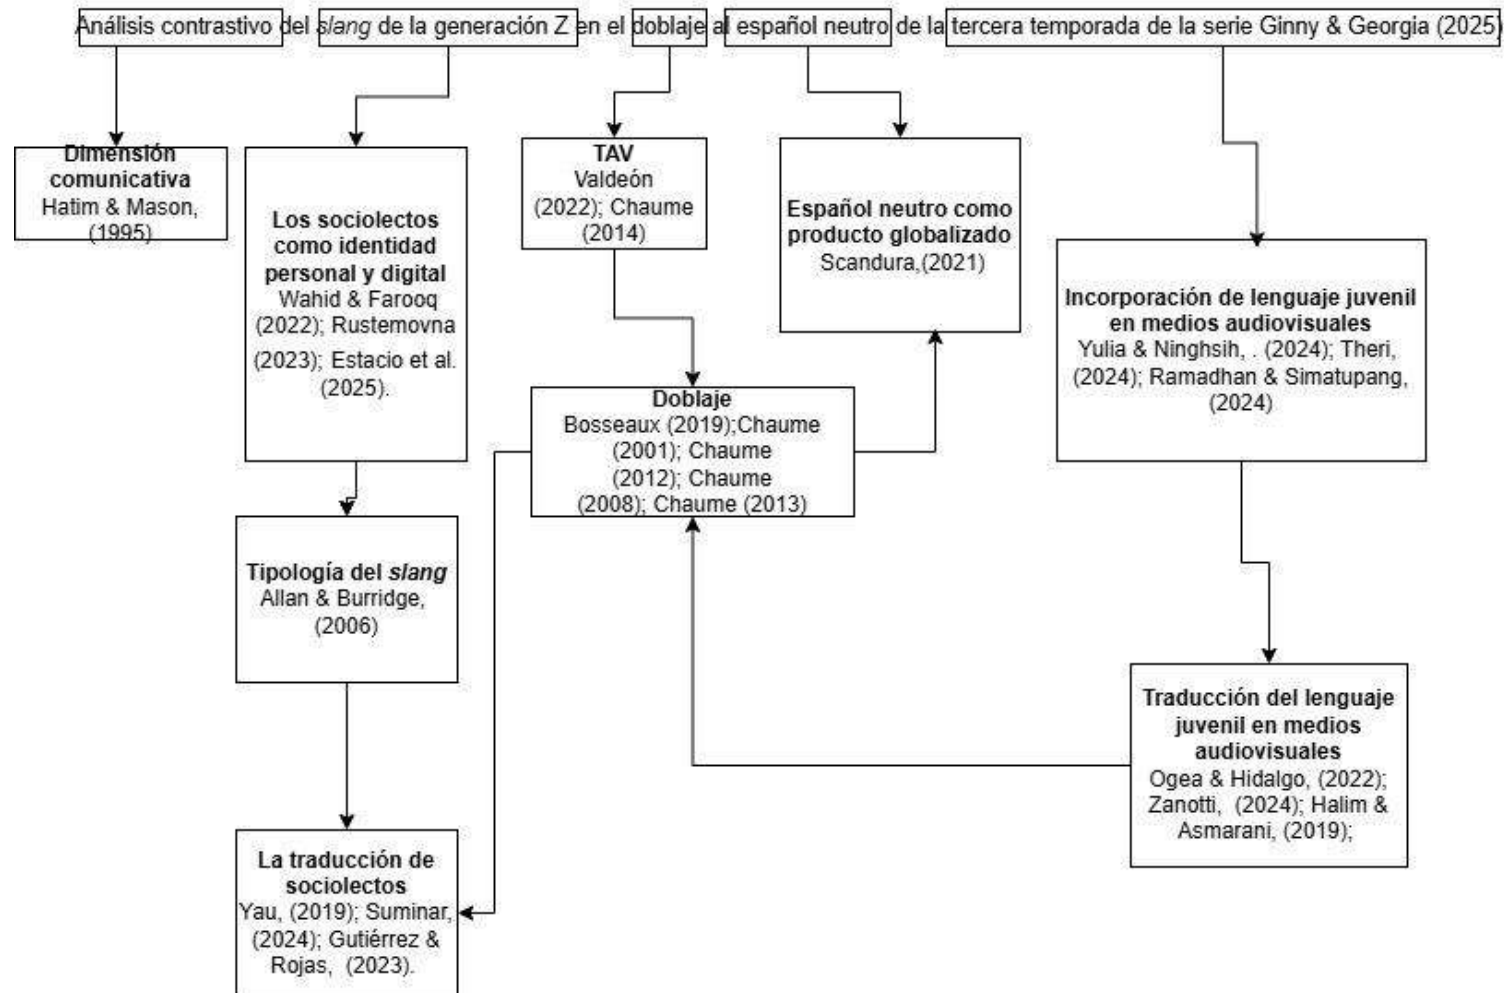 Análisis contrastivo del slang de la generación Z en el doblaje al español neutro de la tercera temporada de la serie Ginny & Georgia (2025)
Dimensión
comunicativa
Hatim & Mason,
(1995)
Los sociolectos
como identidad
personal y digital
Wahid & Farooq
(2022); Rustemovna
(2023); Estacio et al.
(2025).
TAV
Valdeón
(2022); Chaume
(2014)
Español neutro como
producto globalizado
Scandura,(2021)
Incorporación de lenguaje juvenil
en medios audiovisuales
Yulia & Ninghsih, . (2024); Theri,
(2024); Ramadhan & Simatupang,
(2024)
Doblaje
Bosseaux (2019);Chaume
(2001); Chaume
(2012); Chaume
(2008); Chaume (2013)
Tipología del slang
Allan & Burridge,
(2006)
Traducción del lenguaje
juvenil en medios
audiovisuales
Ogea & Hidalgo, (2022);
Zanotti, (2024); Halim &
Asmarani, (2019);
La traducción de
sociolectos
Yau, (2019); Suminar,
(2024); Gutiérrez &
Rojas, (2023).